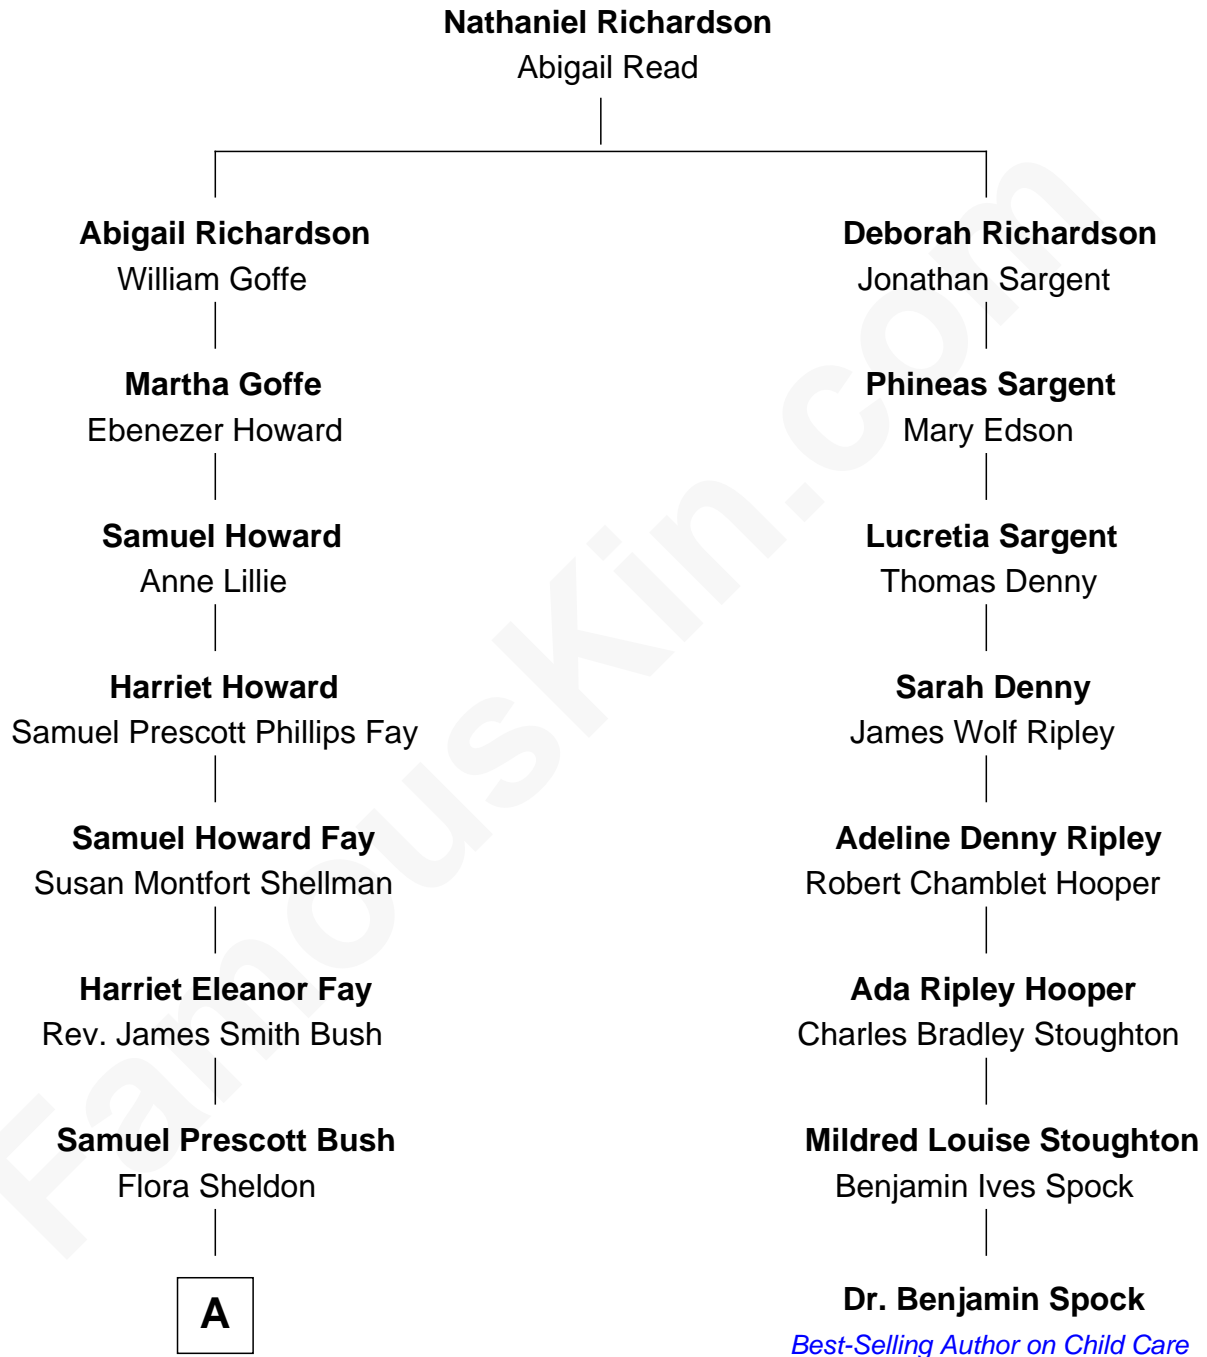 Nathaniel Richardson
Abigail Read
Abigail Richardson
William Goffe
Martha Goffe
Ebenezer Howard
Samuel Howard
Anne Lillie
Harriet Howard
Samuel Prescott Phillips Fay
Samuel Howard Fay
Susan Montfort Shellman
Harriet Eleanor Fay
Rev. James Smith Bush
Samuel Prescott Bush
Flora Sheldon
A
Deborah Richardson
Jonathan Sargent
Phineas Sargent
Mary Edson
Lucretia Sargent
Thomas Denny
Sarah Denny
James Wolf Ripley
Adeline Denny Ripley
Robert Chamblet Hooper
Ada Ripley Hooper
Charles Bradley Stoughton
Mildred Louise Stoughton
Benjamin Ives Spock
Dr. Benjamin Spock
Best-Selling Author on Child Care
FamousKin.com